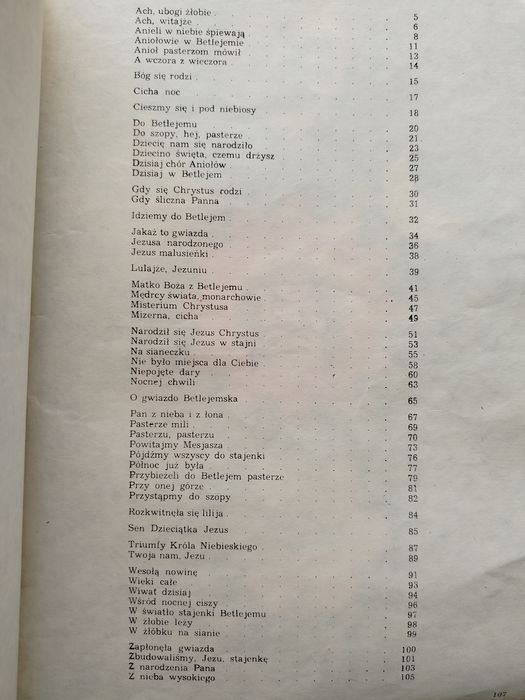 Ach, ubogi żłobie . 5
Ach, witajże . 6
Anieli w niebie śpiewają . 8
Aniołowie w Betlejemie . 11
Anioł pasterzom mówił . 13
A wczora z wieczora . 14
Bóg się rodzi . 15
Cicha noc . 17
Cieszmy się i pod niebiosy . 18
Do Betlejemu . 20
Do szopy, hej, pasterze . 21
Dziecię nam się narodziło . 23
Dziecino święta, czemu drżysz . 25
Dzisiaj chór Aniołów . 27
Dzisiaj w Betlejem . 28
Gdy się Chrystus rodzi . 30
Gdy śliczna Panna . 31
Idziemy do Betlejem . 32
Jakaż to gwiazda . 34
Jezusa narodzonego . 36
Jezus malusieńki . 38
Lulajże, Jezuniu . 39
Matko Boża z Betlejemu . 41
Mędrcy świata, monarchowie . 45
Misterium Chrystusa . 47
Mizerna, cicha . 49
Narodził się Jezus Chrystus . 51
Narodził się Jezus w stajni . 53
Na sianeczku . 55
Nie było miejsca dla Ciebie . 58
Niepojęte dary . 60
Nocnej chwili . 63
O gwiazdo Betlejemska . 65
Pan z nieba i z łona . 67
Pasterze mili . 69
Pasterzu, pasterzu . 70
Powitajmy Mesjasza . 73
Pójdźmy wszyscy do stajenki . 76
Północ już była . 77
Przybieżeli do Betlejem pasterze . 79
Przy onej górze . 81
Przystąpmy do szopy . 82
Rozkwitnęła się lilija . 84
Sen Dzieciątka Jezus . 85
Triumfy Króla Niebieskiego . 87
Twoja nam, Jezu . 89
Wesołą nowinę . 91
Wieki całe . 93
Wiwat dzisiaj . 94
Wśród nocnej ciszy . 96
W światło stajenki Betlejemu . 97
W żłobie leży . 98
W żłóbku na sianie . 99
Zapłonęła gwiazda . 100
Zbudowaliśmy, Jezu, stajenkę . 101
Z narodzenia Pana . 103
Z nieba wysokiego . 105
107